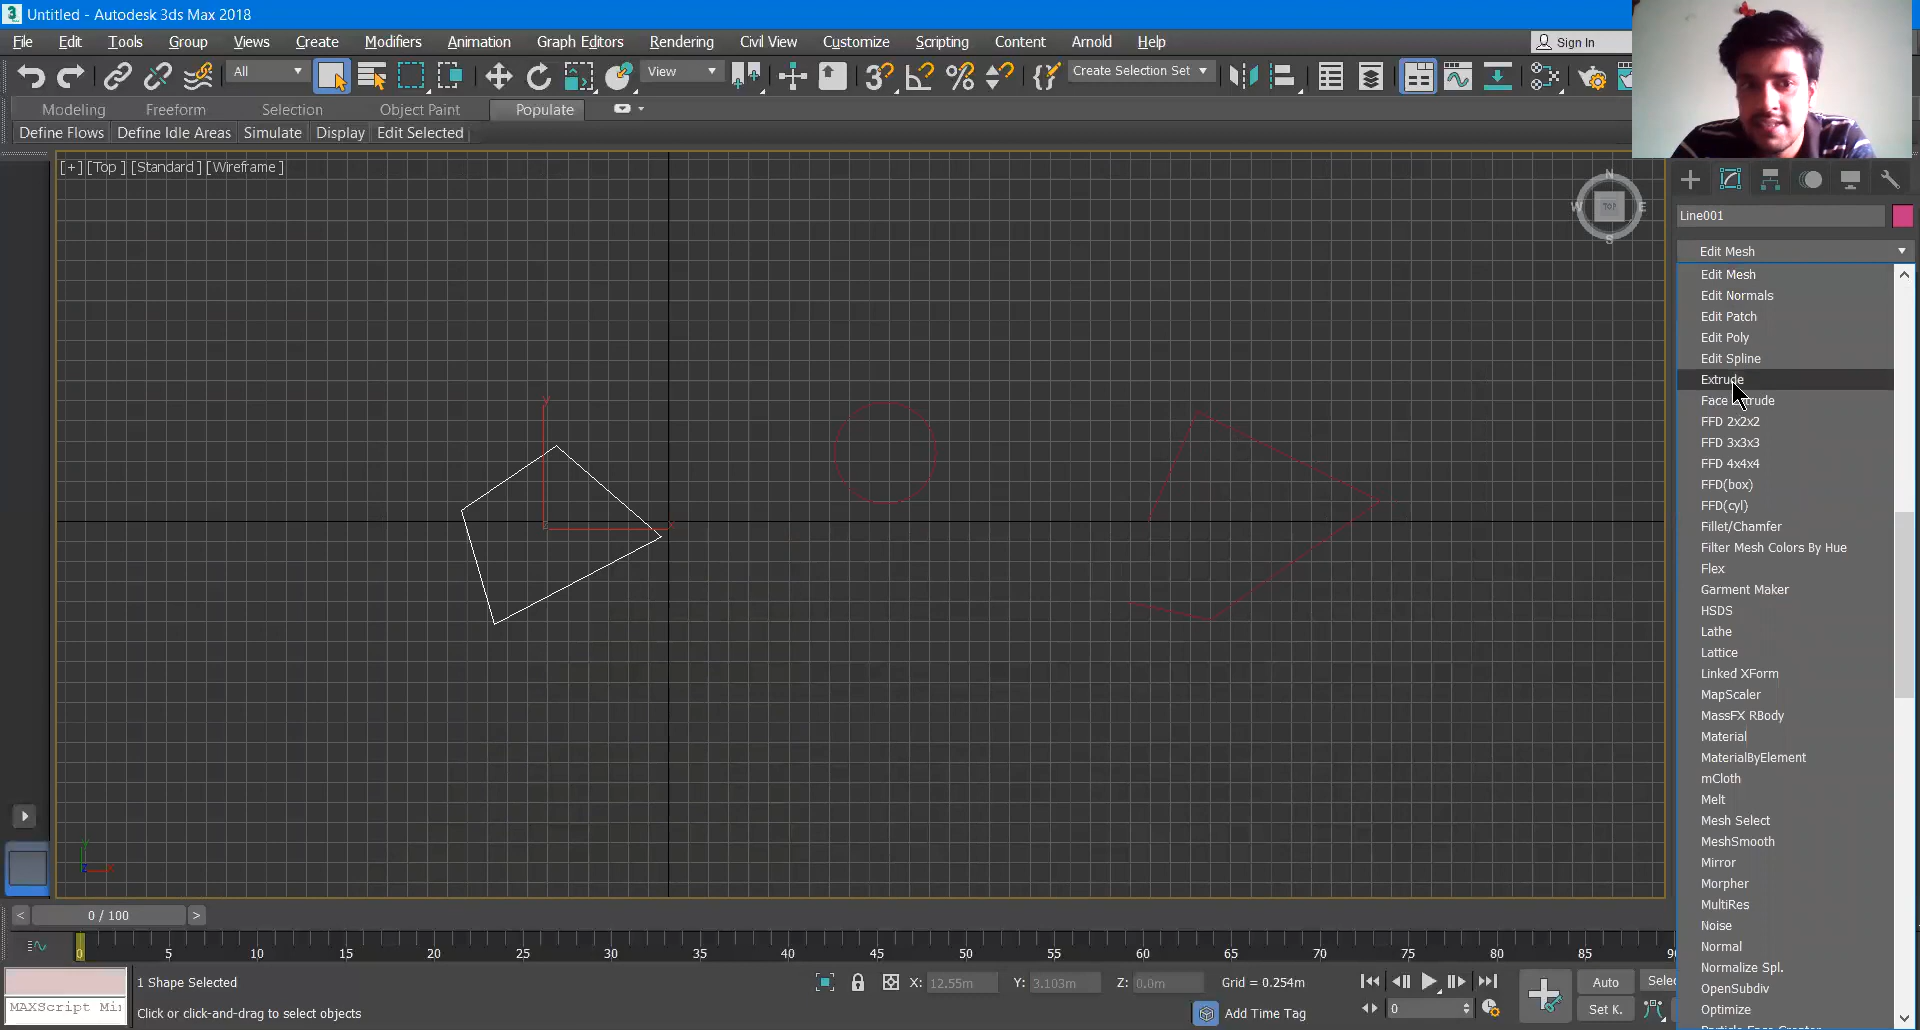 Untitled - Autodesk 3ds Max 2018
File Edit Tools Group Views Create Modifiers Animation Graph Editors Rendering Civil View Customize Scripting Content Arnold Help Sign In
All View Create Selection Set
Modeling Freeform Selection Object Paint Populate
Define Flows Define Idle Areas Simulate Display Edit Selected
[+] [Top ] [Standard ] [Wireframe ]
N
W TOP E
S
Line001
Edit Mesh
Edit Mesh
Edit Normals
Edit Patch
Edit Poly
Edit Spline
Extrude
FFD 2x2x2
FFD 3x3x3
FFD 4x4x4
FFD(box)
FFD(cyl)
Fillet/Chamfer
Filter Mesh Colors By Hue
Flex
Garment Maker
HSDS
Lathe
Lattice
Linked XForm
MapScaler
MassFX RBody
Material
MaterialByElement
mCloth
Melt
Mesh Select
MeshSmooth
Mirror
Morpher
MultiRes
Noise
Normal
Normalize Spl.
OpenSubdiv
Optimize
0 / 100
0 5 10 15 20 25 30 35 40 45 50 55 60 65 70 75 80 85
1 Shape Selected X: 12.55m Y: 3.103m Z: 0.0m Grid = 0.254m Auto
MAXScript Mi
Click or click-and-drag to select objects Add Time Tag 0 Set K.